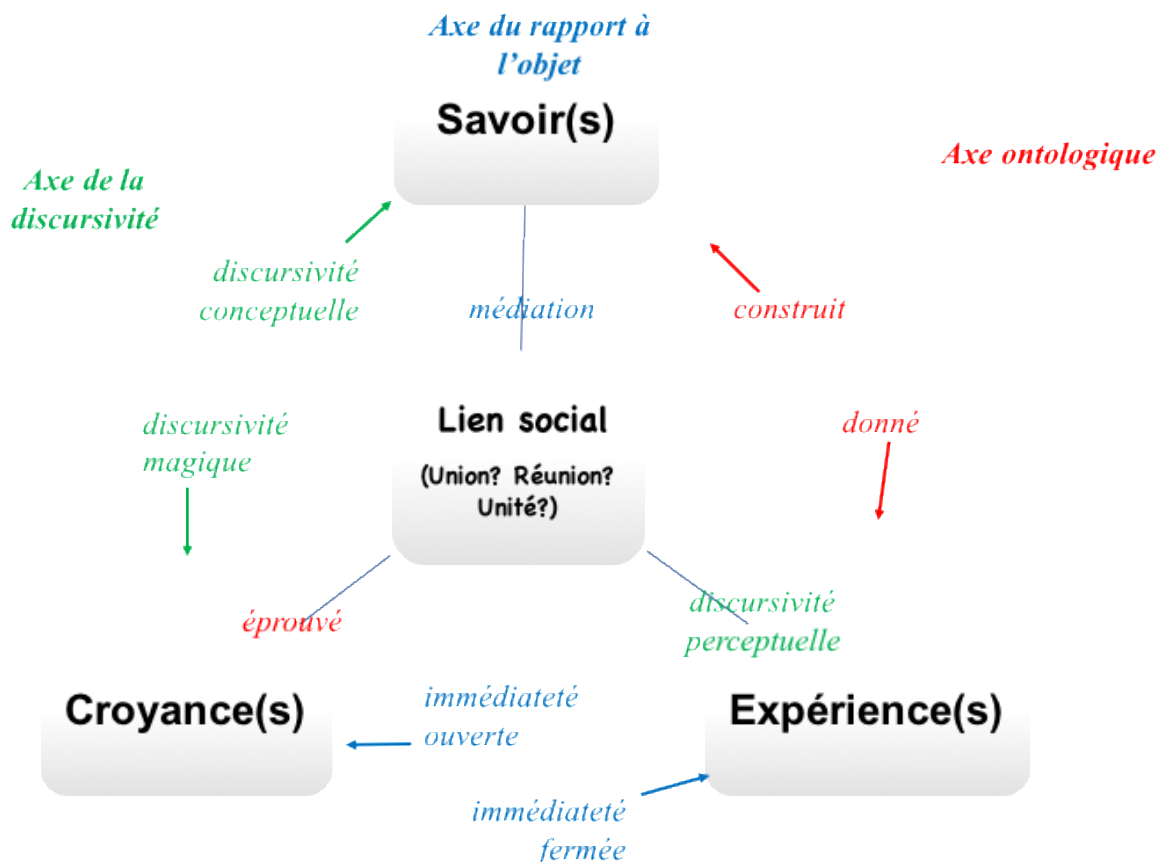 Axe du rapport à
l’objet
Savoir(s)
Axe ontologique
Axe de la
discursivité
discursivité
conceptuelle
médiation
construit
discursivité
magique
Lien social
(Union? Réunion?
Unité?)
donné
éprouvé
discursivité
perceptuelle
Croyance(s)
immédiateté
ouverte
Expérience(s)
immédiateté
fermée